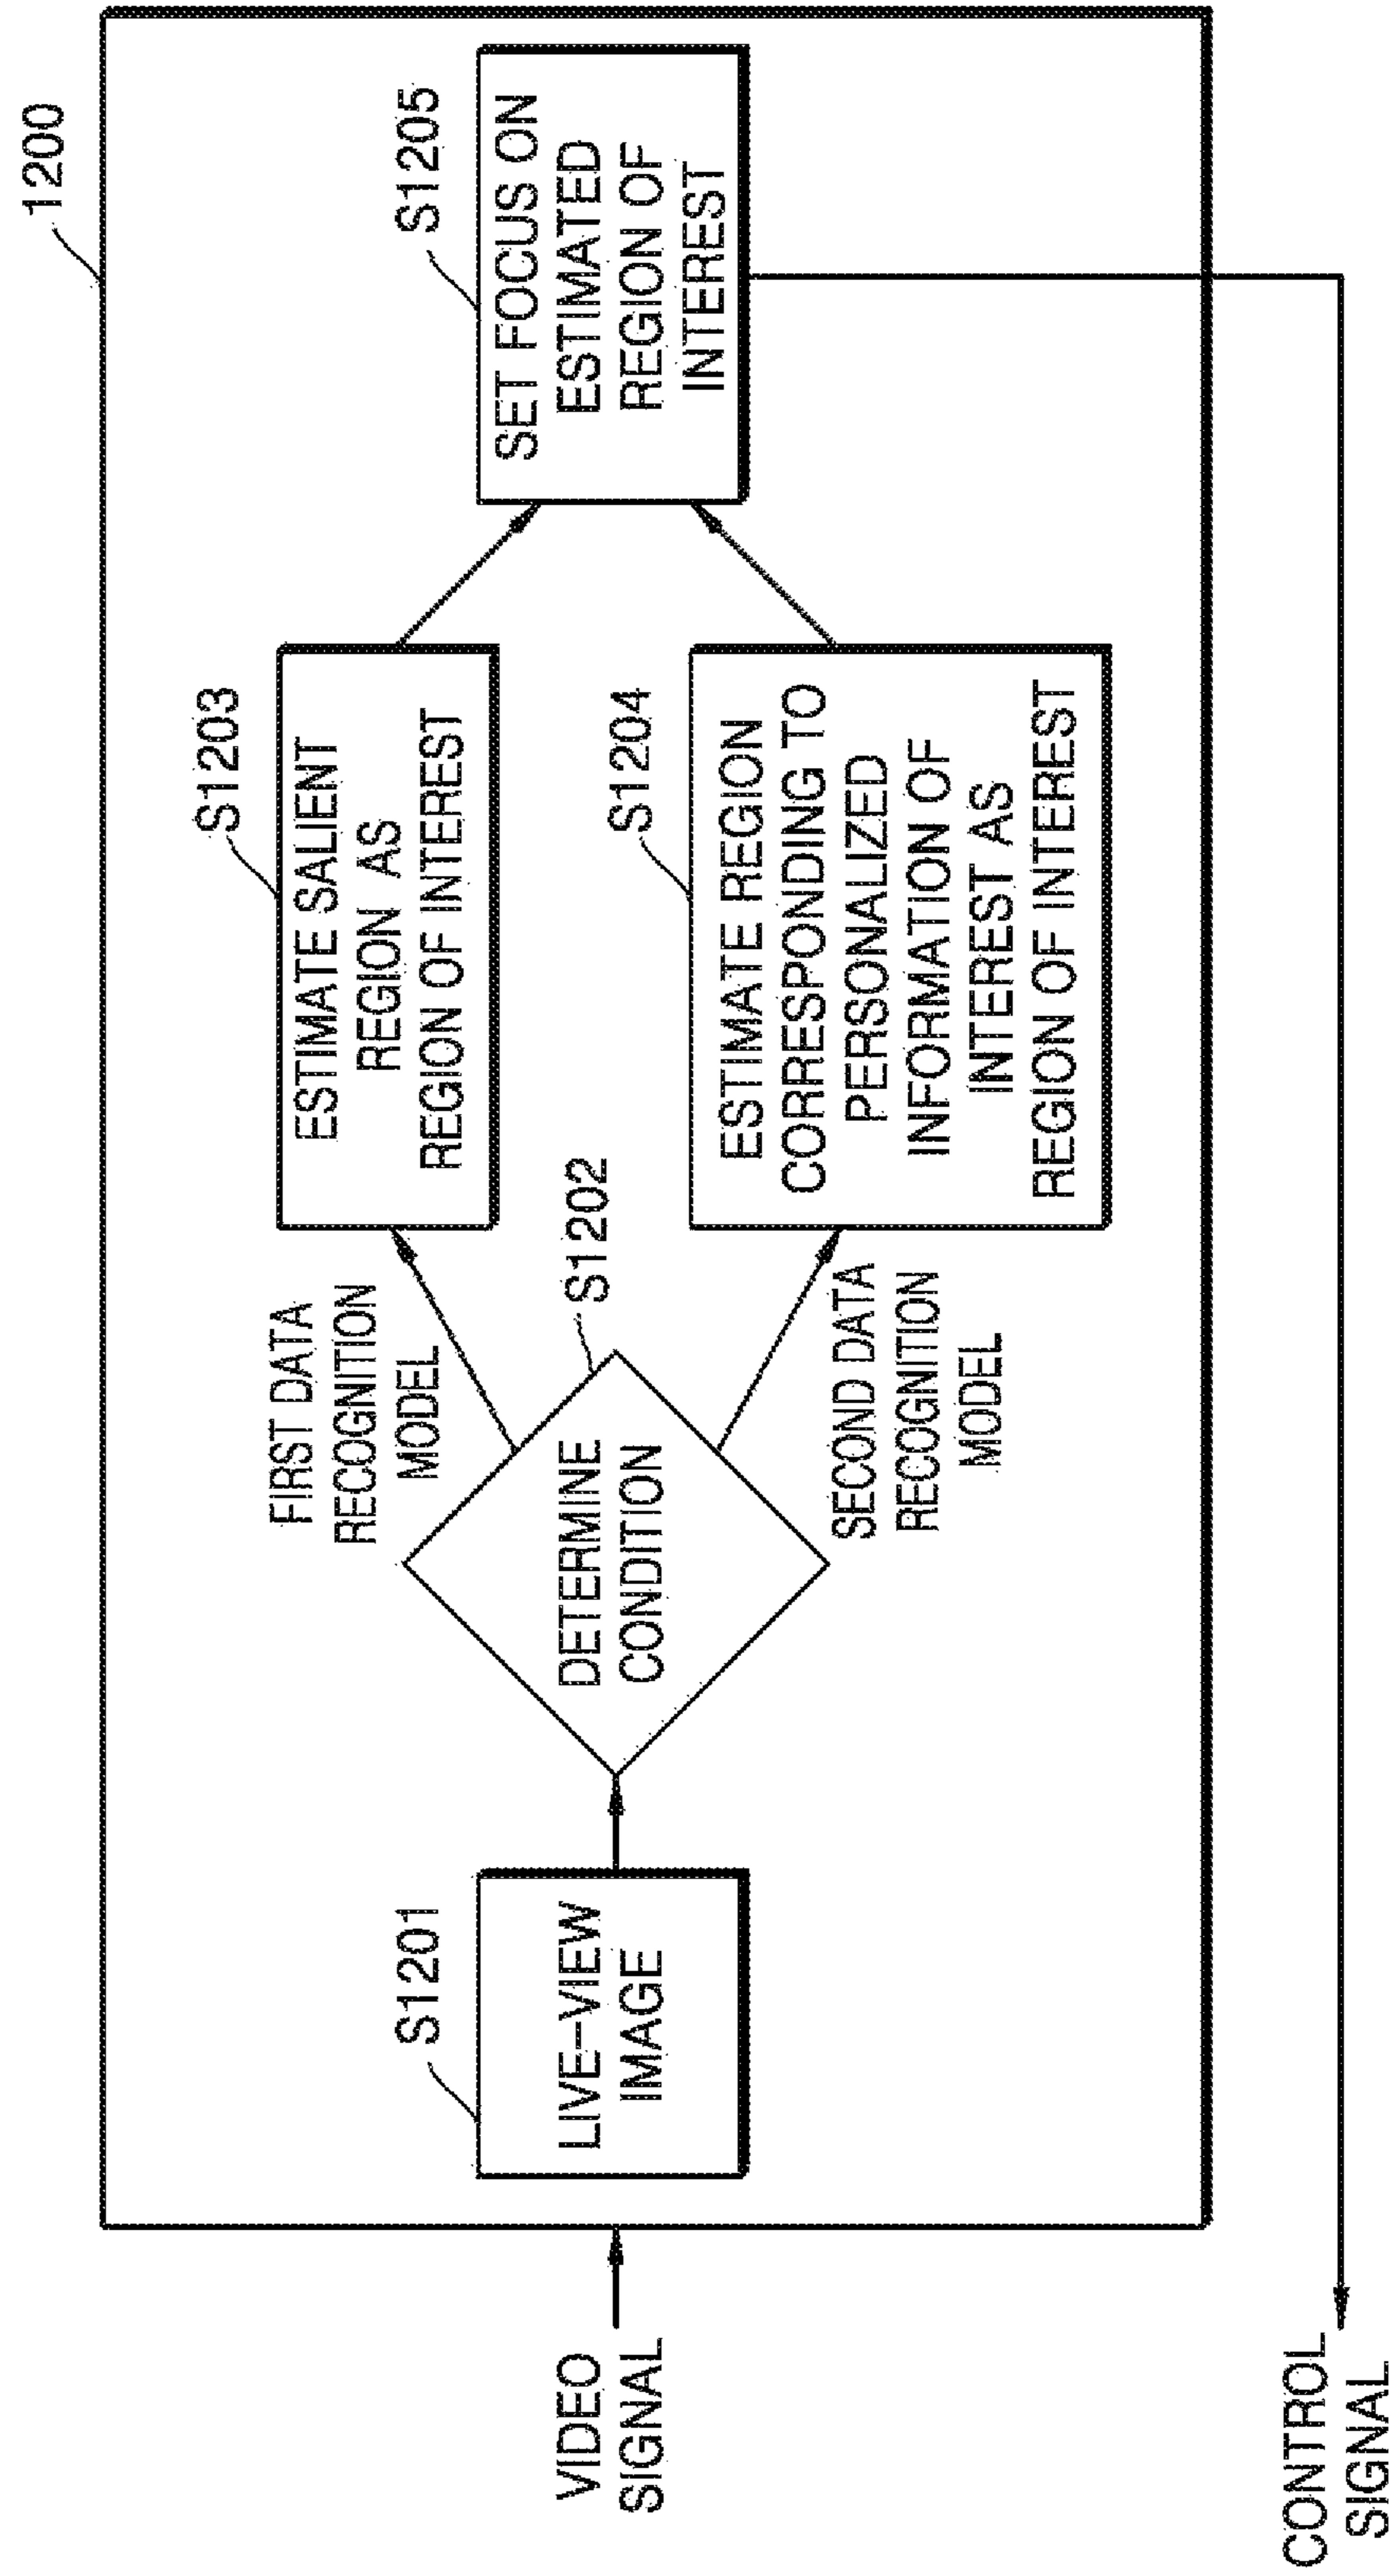 1200
VIDEO
SIGNAL
S1201
LIVE-VIEW
IMAGE
S1202
DETERMINE
CONDITION
FIRST DATA
RECOGNITION
MODEL
SECOND DATA
RECOGNITION
MODEL
S1203
ESTIMATE SALIENT
REGION AS
REGION OF INTEREST
S1204
ESTIMATE REGION
CORRESPONDING TO
PERSONALIZED
INFORMATION OF
INTEREST AS
REGION OF INTEREST
S1205
SET FOCUS ON
ESTIMATED
REGION OF
INTEREST
CONTROL
SIGNAL